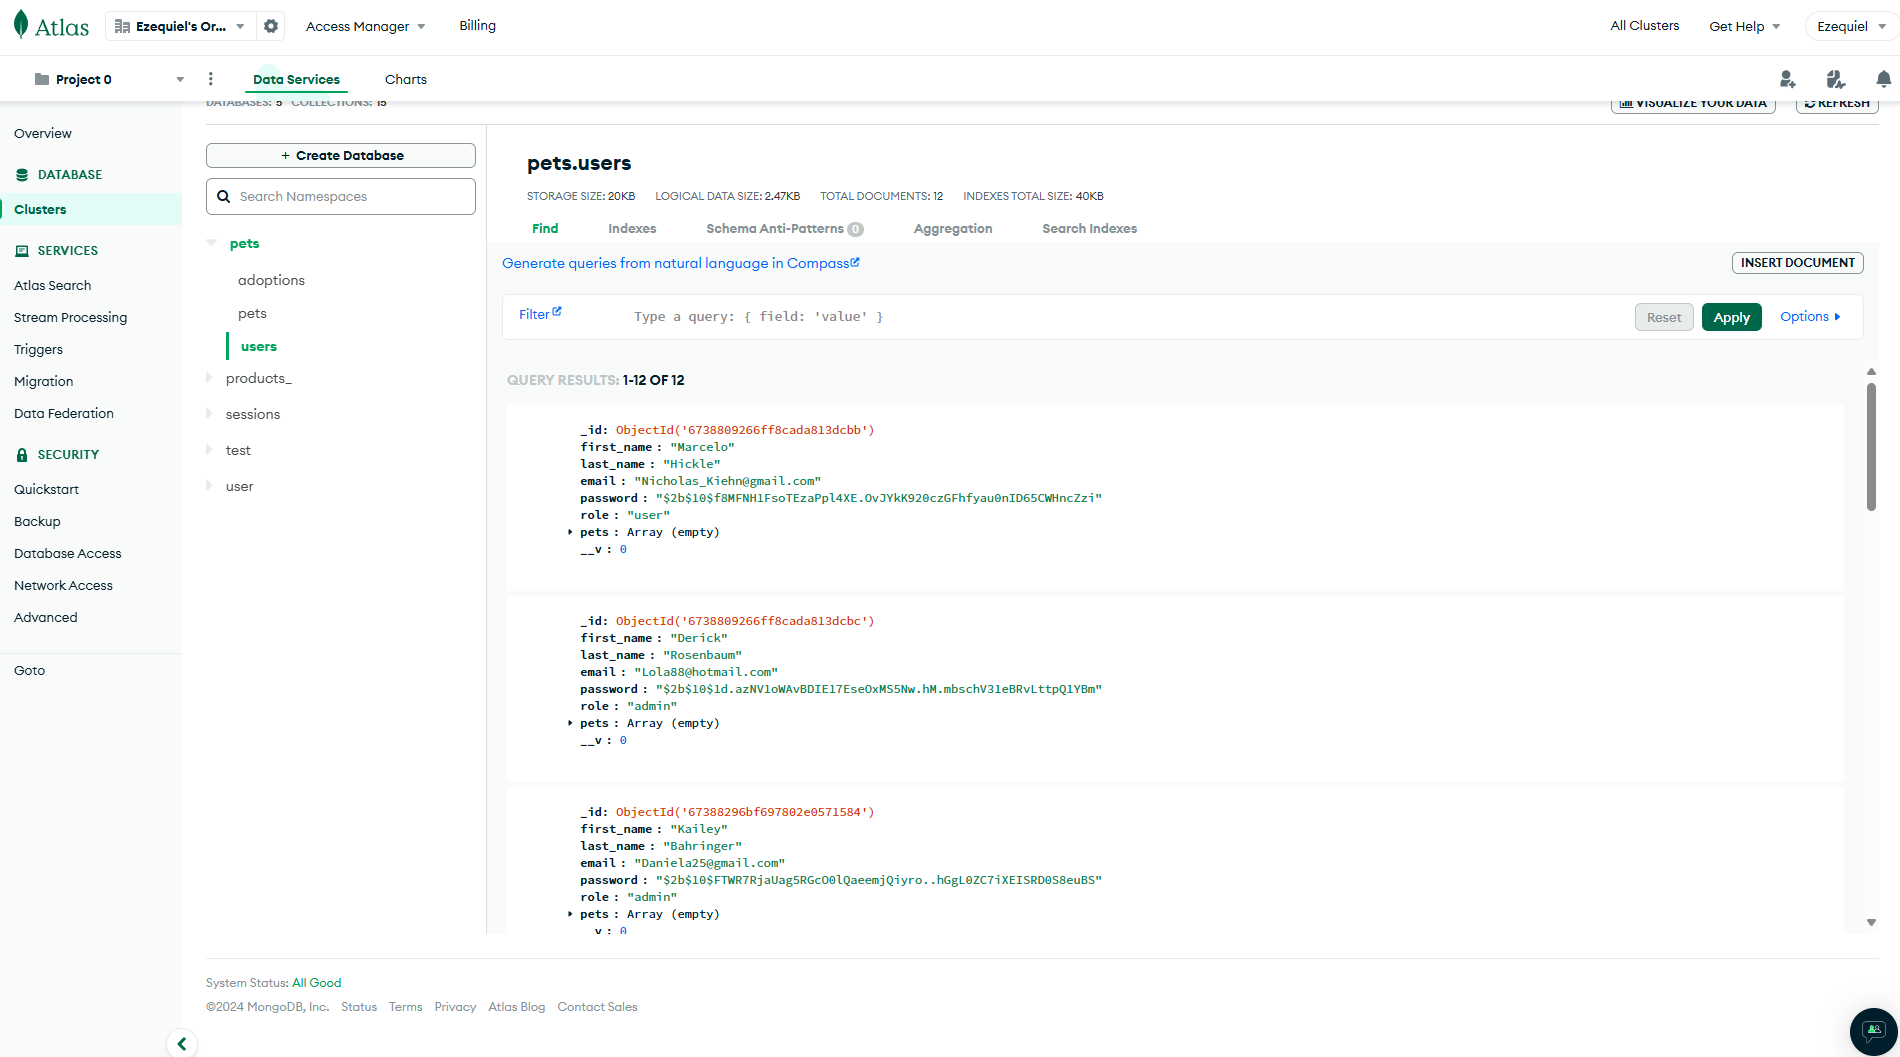 Atlas
Ezequiel's Or...
Access Manager
Billing
All Clusters
Get Help
Ezequiel
Project 0
Data Services
Charts
DATABASES: 5 COLLECTIONS: 15
VISUALIZE YOUR DATA
REFRESH
Overview
DATABASE
Clusters
SERVICES
Atlas Search
Stream Processing
Triggers
Migration
Data Federation
SECURITY
Quickstart
Backup
Database Access
Network Access
Advanced
Goto
+ Create Database
Search Namespaces
pets
adoptions
pets
users
products_
sessions
test
user
pets.users
STORAGE SIZE: 20KB LOGICAL DATA SIZE: 2.47KB TOTAL DOCUMENTS: 12 INDEXES TOTAL SIZE: 40KB
Find Indexes Schema Anti-Patterns 0 Aggregation Search Indexes
Generate queries from natural language in Compass
INSERT DOCUMENT
Filter
Type a query: { field: 'value' }
Reset
Apply
Options
QUERY RESULTS: 1-12 OF 12
_id: ObjectId('6738809266ff8cada813dcbb')
first_name : "Marcelo"
last_name : "Hickle"
email : "Nicholas_Kiehn@gmail.com"
password : "$2b$10$f8MFNH1FsoTEzaPpl4XE.OvJYkK920czGFhfyau0nID65CWHncZzi"
role : "user"
pets : Array (empty)
__v : 0
_id: ObjectId('6738809266ff8cada813dcbc')
first_name : "Derick"
last_name : "Rosenbaum"
email : "Lola88@hotmail.com"
password : "$2b$10$1d.azNV1oWAvBDIE17EseOxMS5Nw.hM.mbschV31eBRvLttpQ1YBm"
role : "admin"
pets : Array (empty)
__v : 0
_id: ObjectId('67388296bf697802e0571584')
first_name : "Kailey"
last_name : "Bahringer"
email : "Daniela25@gmail.com"
password : "$2b$10$FTWR7RjaUag5RGcO0lQaeemjQiyro..hGgL0ZC7iXEISRD0S8euBS"
role : "admin"
pets : Array (empty)
__v : 0
System Status: All Good
©2024 MongoDB, Inc. Status Terms Privacy Atlas Blog Contact Sales